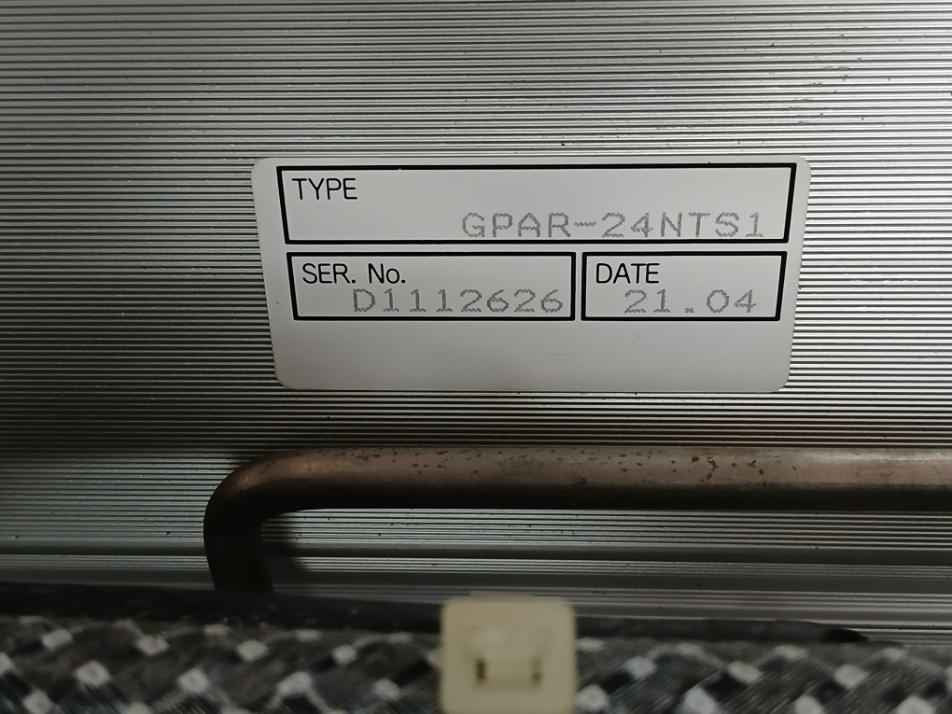 TYPE
GPAR-24NTS1
SER. No.
D1112626
DATE
21.04